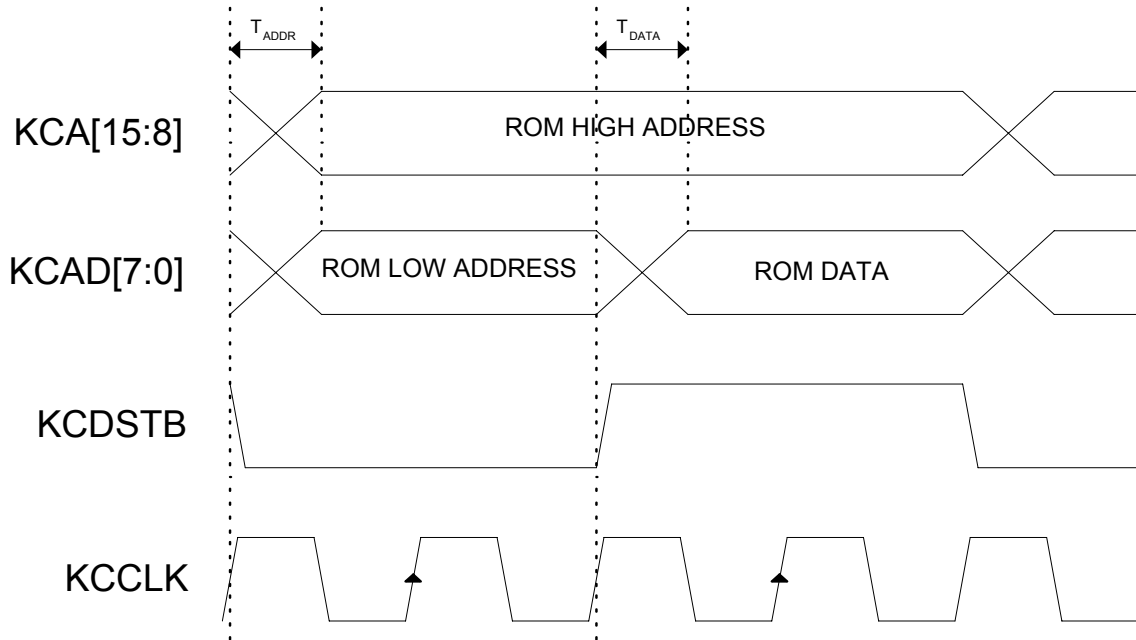 T_ADDR T_DATA
KCA[15:8] ROM HIGH ADDRESS
KCAD[7:0] ROM LOW ADDRESS ROM DATA
KCDSTB
KCCLK